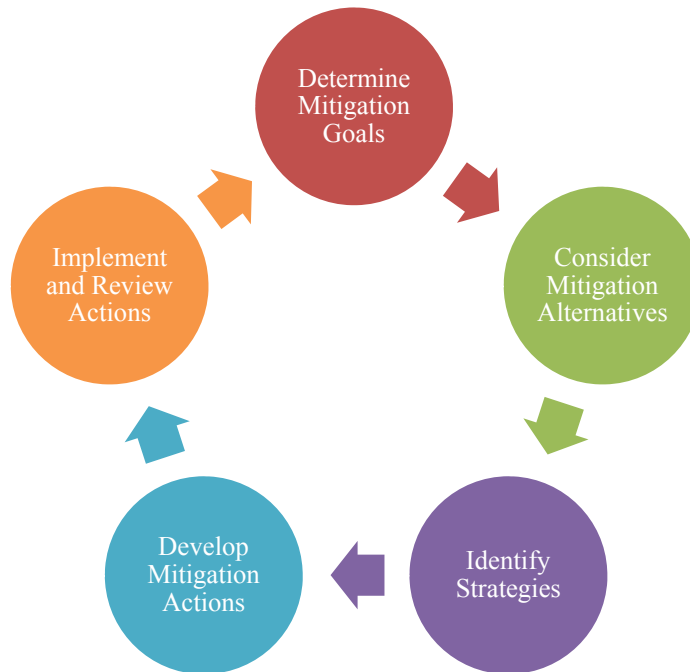 Determine
Mitigation
Goals
Consider
Mitigation
Alternatives
Identify
Strategies
Develop
Mitigation
Actions
Implement
and Review
Actions